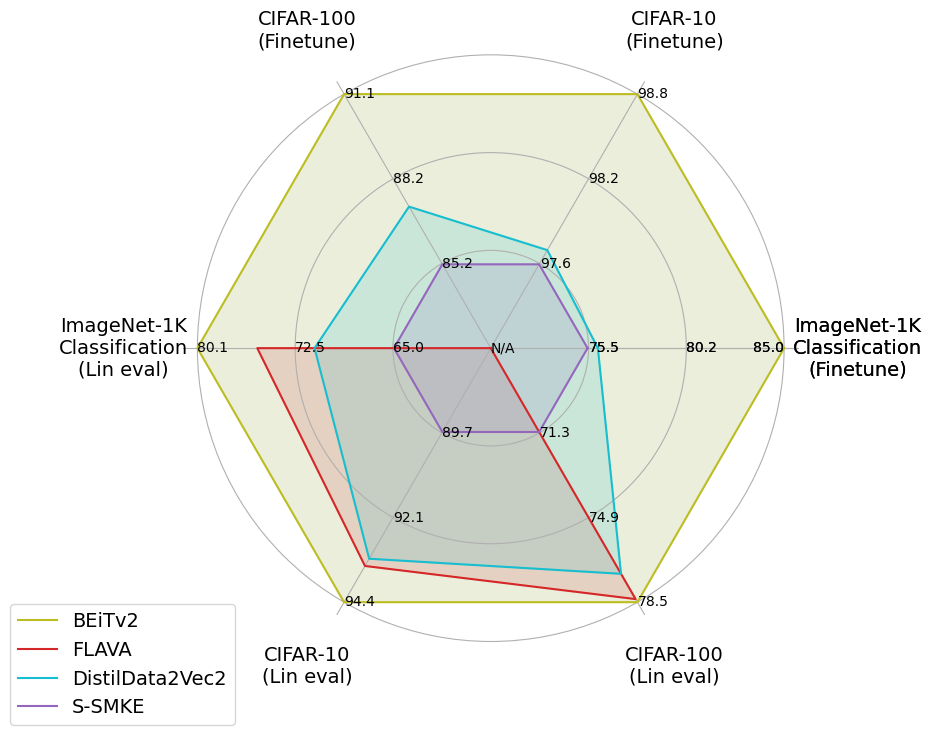 CIFAR-100
(Finetune)
CIFAR-10
(Finetune)
91.1
98.8
88.2
98.2
85.2
97.6
ImageNet-1K
Classification
(Lin eval)
80.1
72.5
65.0
N/A
75.5
80.2
85.0
ImageNet-1K
Classification
(Finetune)
89.7
71.3
92.1
74.9
94.4
78.5
CIFAR-10
(Lin eval)
CIFAR-100
(Lin eval)
BEiTv2
FLAVA
DistilData2Vec2
S-SMKE